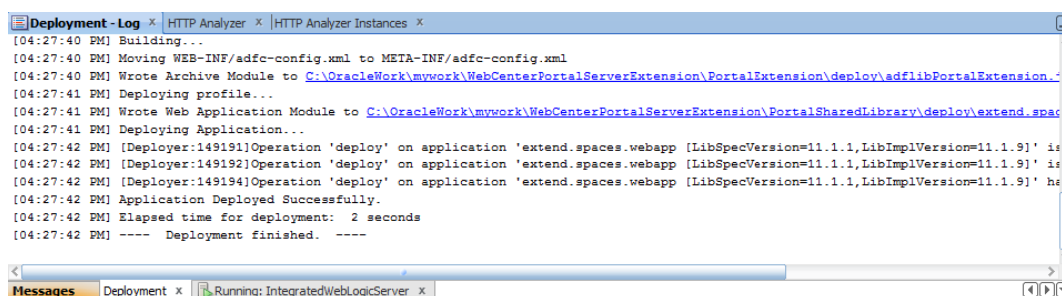 Deployment - Log x HTTP Analyzer x HTTP Analyzer Instances x
[04:27:40 PM] Building...
[04:27:40 PM] Moving WEB-INF/adfc-config.xml to META-INF/adfc-config.xml
[04:27:40 PM] Wrote Archive Module to C:\OracleWork\mywork\WebCenterPortalServerExtension\PortalExtension\deploy\adflibPortalExtension.
[04:27:41 PM] Deploying profile...
[04:27:41 PM] Wrote Web Application Module to C:\OracleWork\mywork\WebCenterPortalServerExtension\PortalSharedLibrary\deploy\extend.spac
[04:27:41 PM] Deploying Application...
[04:27:42 PM] [Deployer:149191]Operation 'deploy' on application 'extend.spaces.webapp [LibSpecVersion=11.1.1,LibImplVersion=11.1.9]' is
[04:27:42 PM] [Deployer:149192]Operation 'deploy' on application 'extend.spaces.webapp [LibSpecVersion=11.1.1,LibImplVersion=11.1.9]' is
[04:27:42 PM] [Deployer:149194]Operation 'deploy' on application 'extend.spaces.webapp [LibSpecVersion=11.1.1,LibImplVersion=11.1.9]' ha
[04:27:42 PM] Application Deployed Successfully.
[04:27:42 PM] Elapsed time for deployment:  2 seconds
[04:27:42 PM] ----  Deployment finished.  ----
Messages Deployment x Running: IntegratedWebLogicServer x